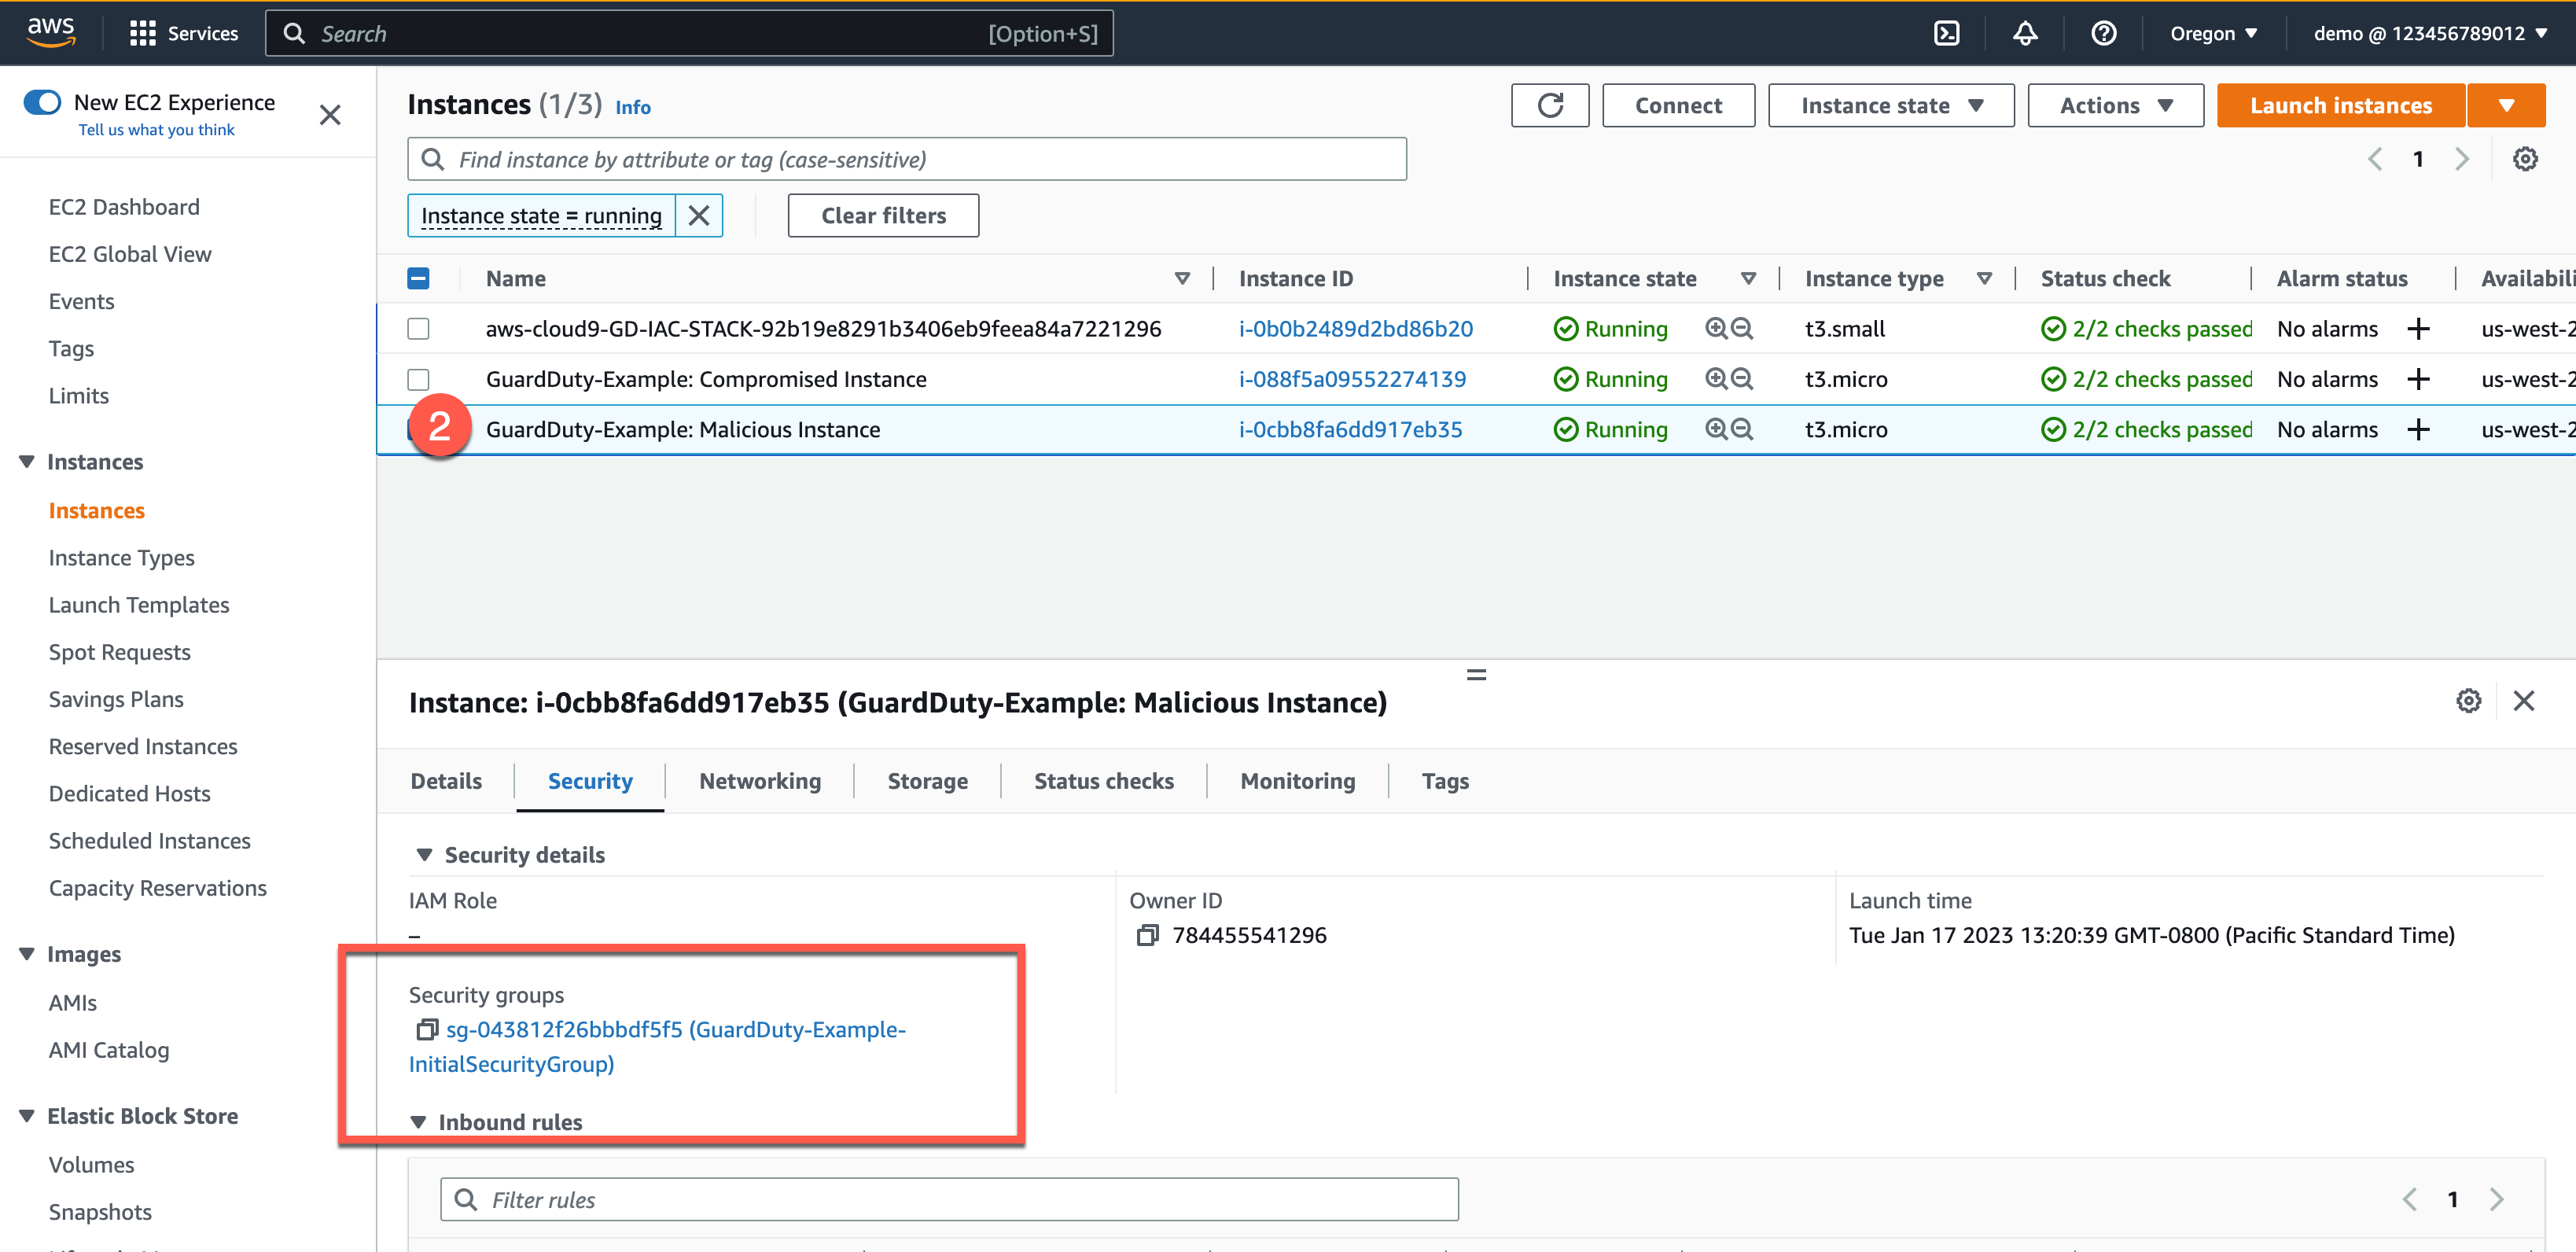 aws Services Search [Option+S] Oregon demo @ 123456789012
New EC2 Experience
Tell us what you think
EC2 Dashboard
EC2 Global View
Events
Tags
Limits
Instances
Instances
Instance Types
Launch Templates
Spot Requests
Savings Plans
Reserved Instances
Dedicated Hosts
Scheduled Instances
Capacity Reservations
Images
AMIs
AMI Catalog
Elastic Block Store
Volumes
Snapshots
Instances (1/3) Info Connect Instance state Actions Launch instances
Find instance by attribute or tag (case-sensitive) 1
Instance state = running Clear filters
Name Instance ID Instance state Instance type Status check Alarm status Availabili
aws-cloud9-GD-IAC-STACK-92b19e8291b3406eb9feea84a7221296 i-0b0b2489d2bd86b20 Running t3.small 2/2 checks passed No alarms us-west-2
GuardDuty-Example: Compromised Instance i-088f5a09552274139 Running t3.micro 2/2 checks passed No alarms us-west-2
2 GuardDuty-Example: Malicious Instance i-0cbb8fa6dd917eb35 Running t3.micro 2/2 checks passed No alarms us-west-2
Instance: i-0cbb8fa6dd917eb35 (GuardDuty-Example: Malicious Instance)
Details Security Networking Storage Status checks Monitoring Tags
Security details
IAM Role Owner ID Launch time
– 784455541296 Tue Jan 17 2023 13:20:39 GMT-0800 (Pacific Standard Time)
Security groups
sg-043812f26bbbdf5f5 (GuardDuty-Example-
InitialSecurityGroup)
Inbound rules
Filter rules 1